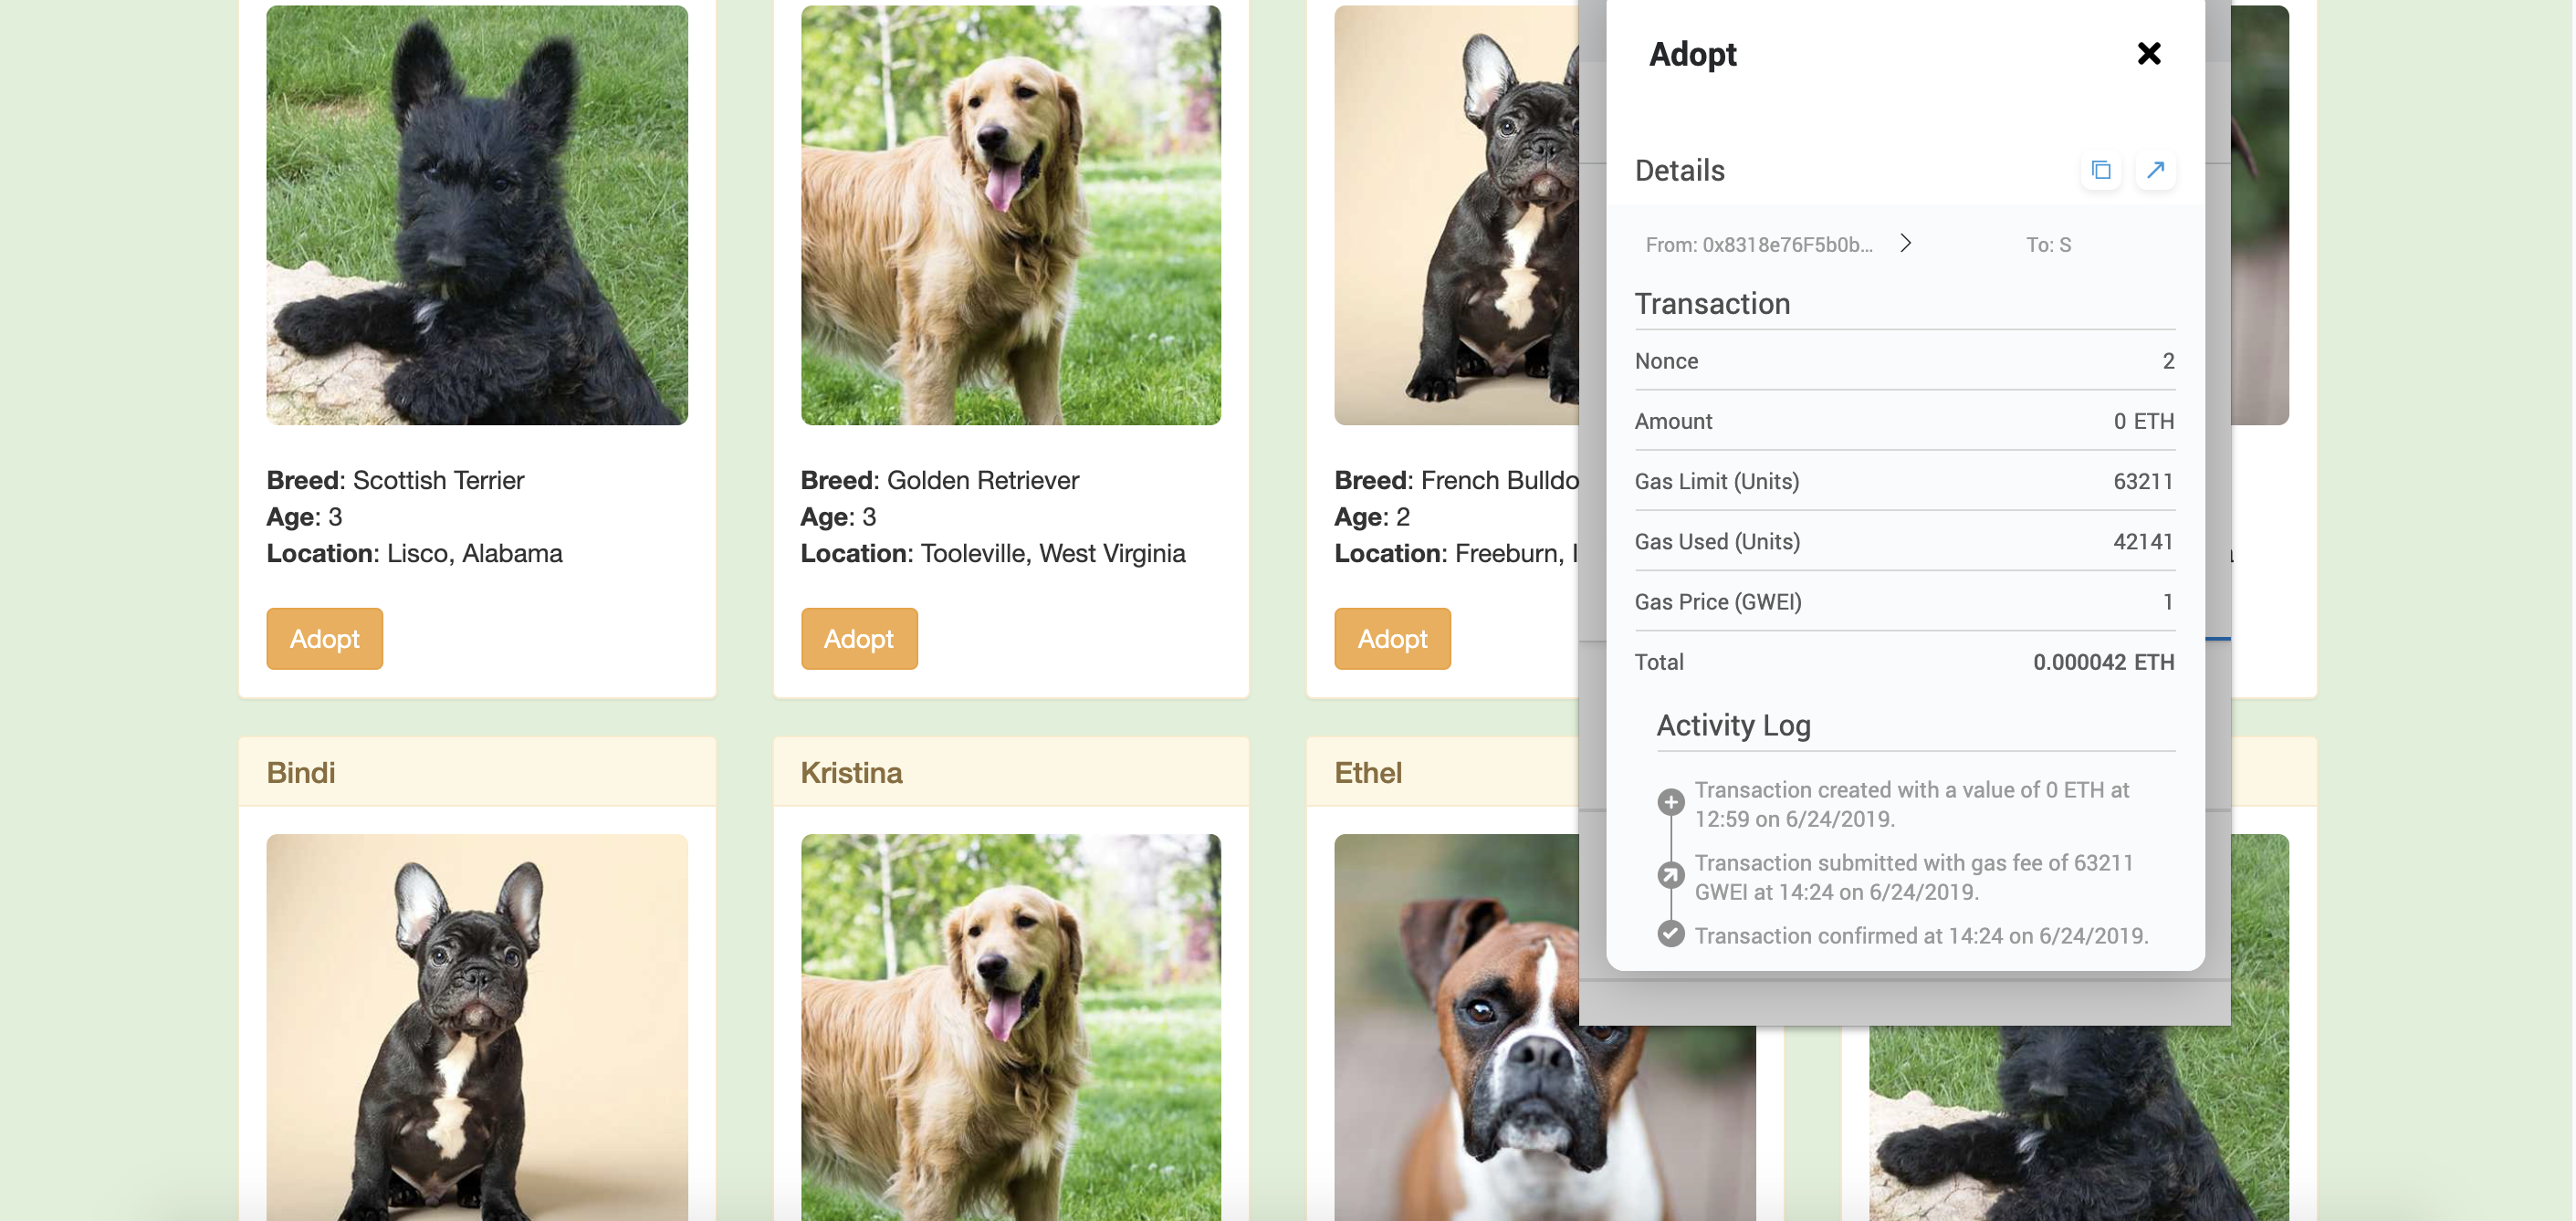 Breed: Scottish Terrier
Age: 3
Location: Lisco, Alabama
Adopt
Breed: Golden Retriever
Age: 3
Location: Tooleville, West Virginia
Adopt
Breed: French Bulldo
Age: 2
Location: Freeburn, I
Adopt
Bindi
Kristina
Ethel
Adopt
Details
From: 0x8318e76F5b0b...
To: S
Transaction
Nonce 2
Amount 0 ETH
Gas Limit (Units) 63211
Gas Used (Units) 42141
Gas Price (GWEI) 1
Total 0.000042 ETH
Activity Log
Transaction created with a value of 0 ETH at
12:59 on 6/24/2019.
Transaction submitted with gas fee of 63211
GWEI at 14:24 on 6/24/2019.
Transaction confirmed at 14:24 on 6/24/2019.